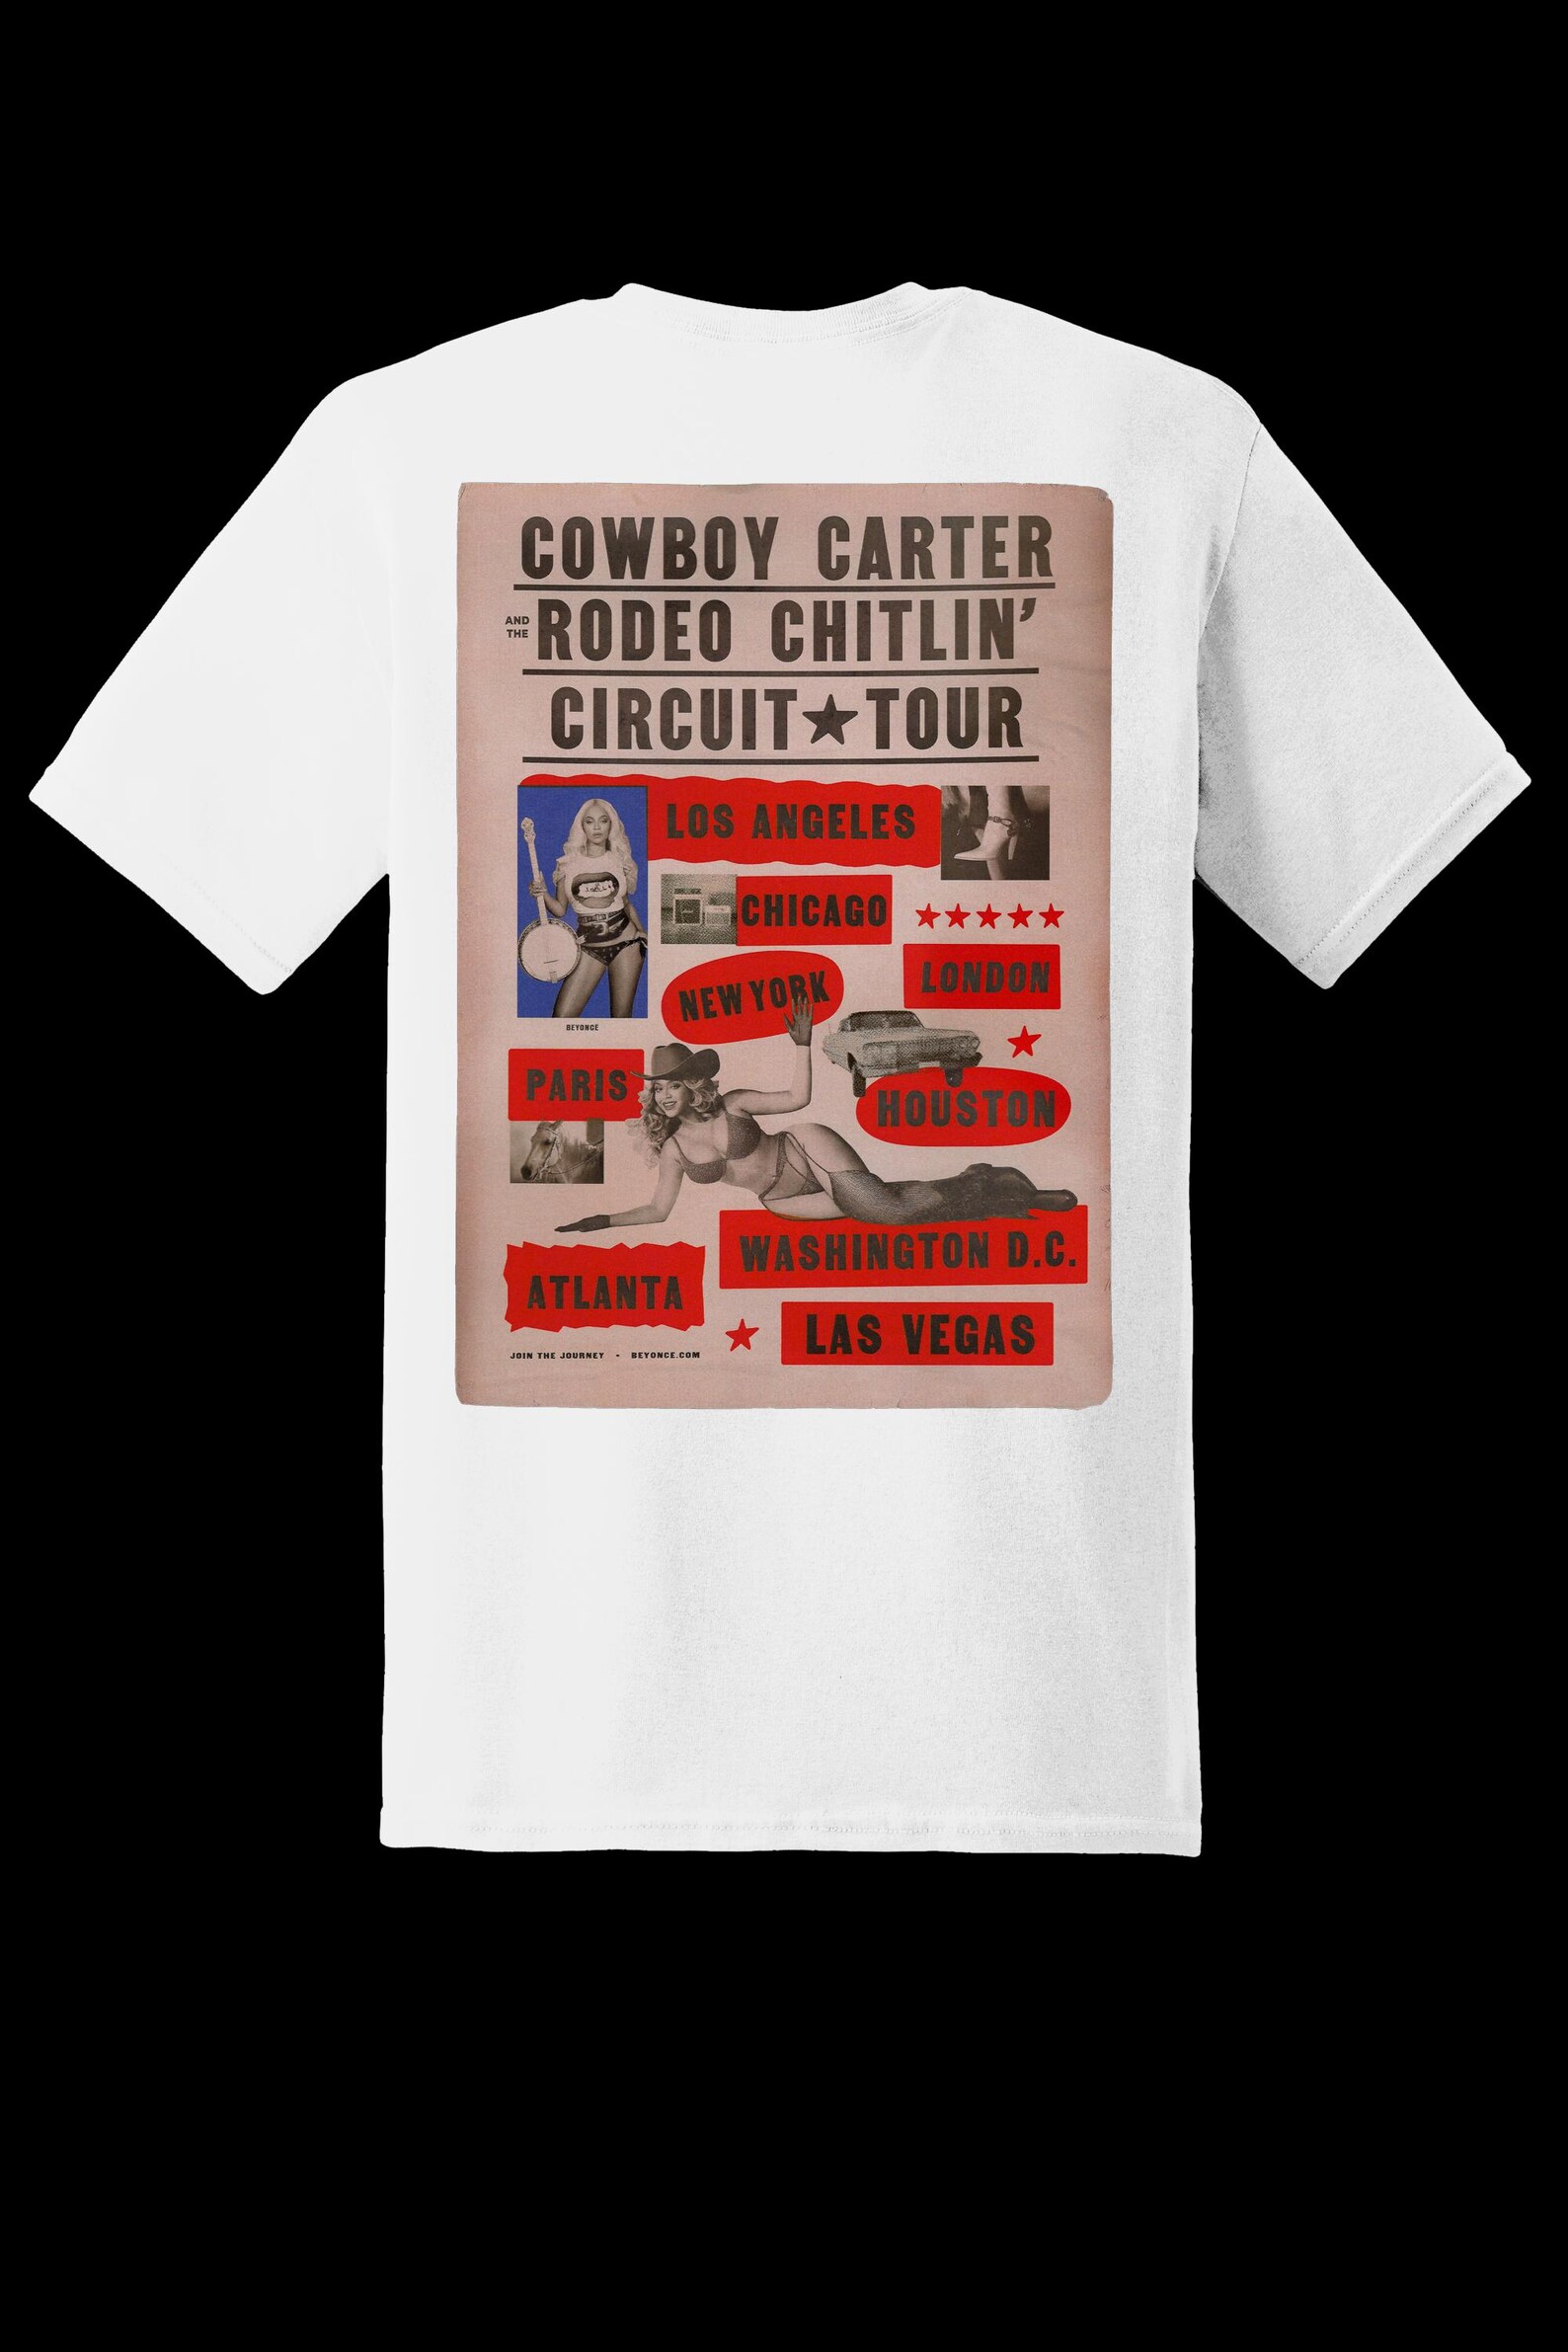 COWBOY CARTER
AND THE RODEO CHITLIN'
CIRCUIT★TOUR
LOS ANGELES
CHICAGO
NEW YORK
LONDON
BEYONCÉ
PARIS
HOUSTON
WASHINGTON D.C.
ATLANTA
LAS VEGAS
JOIN THE JOURNEY - BEYONCE.COM